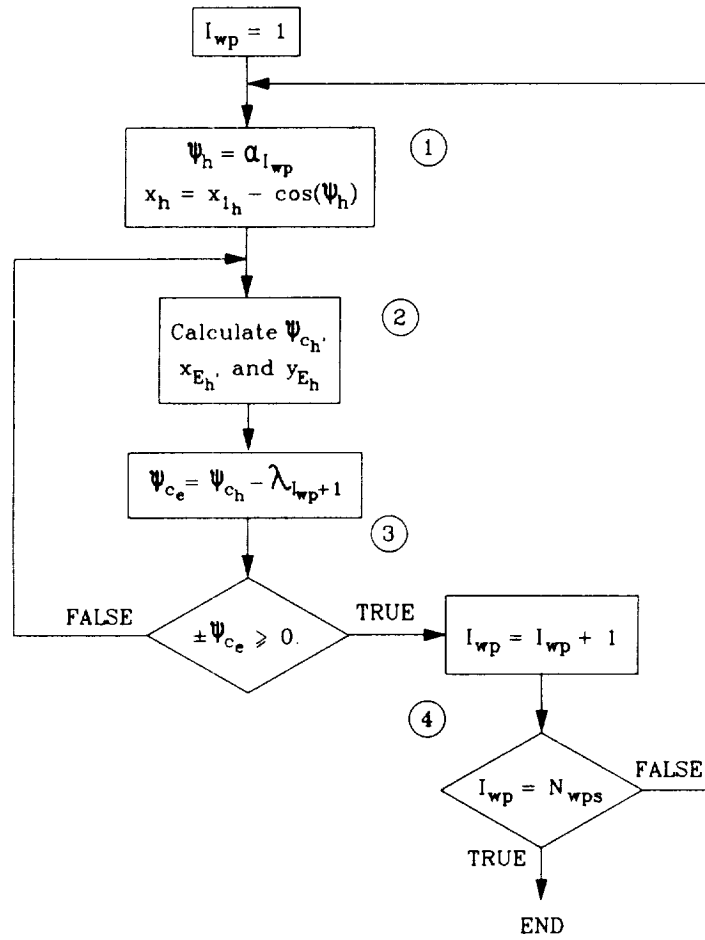 I_wp = 1
1
Ψ_h = α_I_wp
x_h = x_1_h − cos(Ψ_h)
2
Calculate Ψ_c_h,
x_E_h, and y_E_h
Ψ_c_e = Ψ_c_h − λ_I_wp+1
3
FALSE
TRUE
±Ψ_c_e ⩾ 0.
I_wp = I_wp + 1
4
I_wp = N_wps
FALSE
TRUE
END